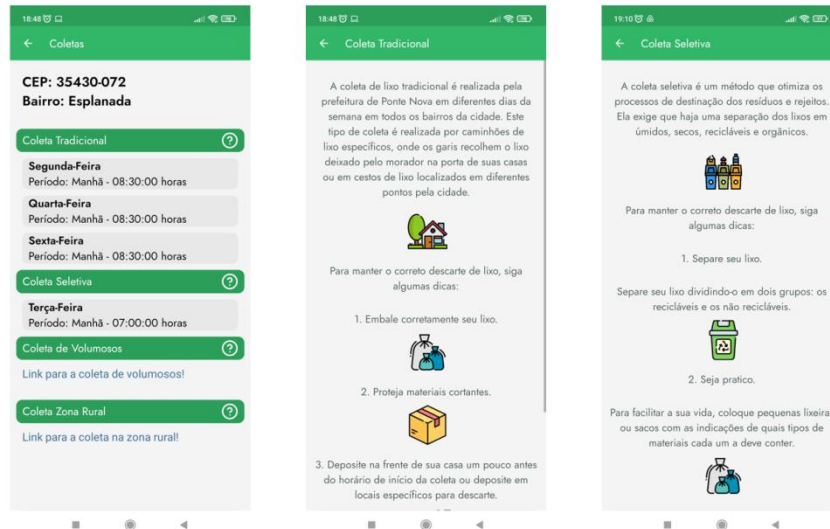 18:48
Coletas
CEP: 35430-072
Bairro: Esplanada
Coleta Tradicional
Segunda-Feira
Período: Manhã - 08:30:00 horas
Quarta-Feira
Período: Manhã - 08:30:00 horas
Sexta-Feira
Período: Manhã - 08:30:00 horas
Coleta Seletiva
Terça-Feira
Período: Manhã - 07:00:00 horas
Coleta de Volumosos
Link para a coleta de volumosos!
Coleta Zona Rural
Link para a coleta na zona rural!
18:48
Coleta Tradicional
A coleta de lixo tradicional é realizada pela
prefeitura de Ponte Nova em diferentes dias da
semana em todos os bairros da cidade. Este
tipo de coleta é realizada por caminhões de
lixo específicos, onde os garis recolhem o lixo
deixado pelo morador na porta de suas casas
ou em cestos de lixo localizados em diferentes
pontos pela cidade.
Para manter o correto descarte de lixo, siga
algumas dicas:
1. Embale corretamente seu lixo.
2. Proteja materiais cortantes.
3. Deposite na frente de sua casa um pouco antes
do horário de início da coleta ou deposite em
locais específicos para descarte.
19:10
Coleta Seletiva
A coleta seletiva é um método que otimiza os
processos de destinação dos resíduos e rejeitos.
Ela exige que haja uma separação dos lixos em
úmidos, secos, recicláveis e orgânicos.
Para manter o correto descarte de lixo, siga
algumas dicas:
1. Separe seu lixo.
Separe seu lixo dividindo-o em dois grupos: os
recicláveis e os não recicláveis.
2. Seja pratico.
Para facilitar a sua vida, coloque pequenas lixeira
ou sacos com as indicações de quais tipos de
materiais cada um a deve conter.